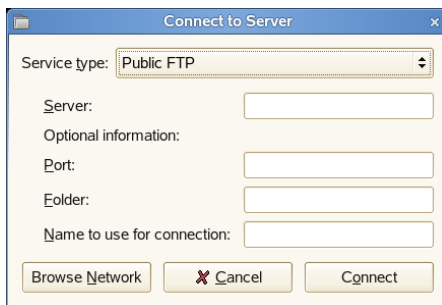 Connect to Server
Service type: Public FTP
Server:
Optional information:
Port:
Folder:
Name to use for connection:
Browse Network Cancel Connect